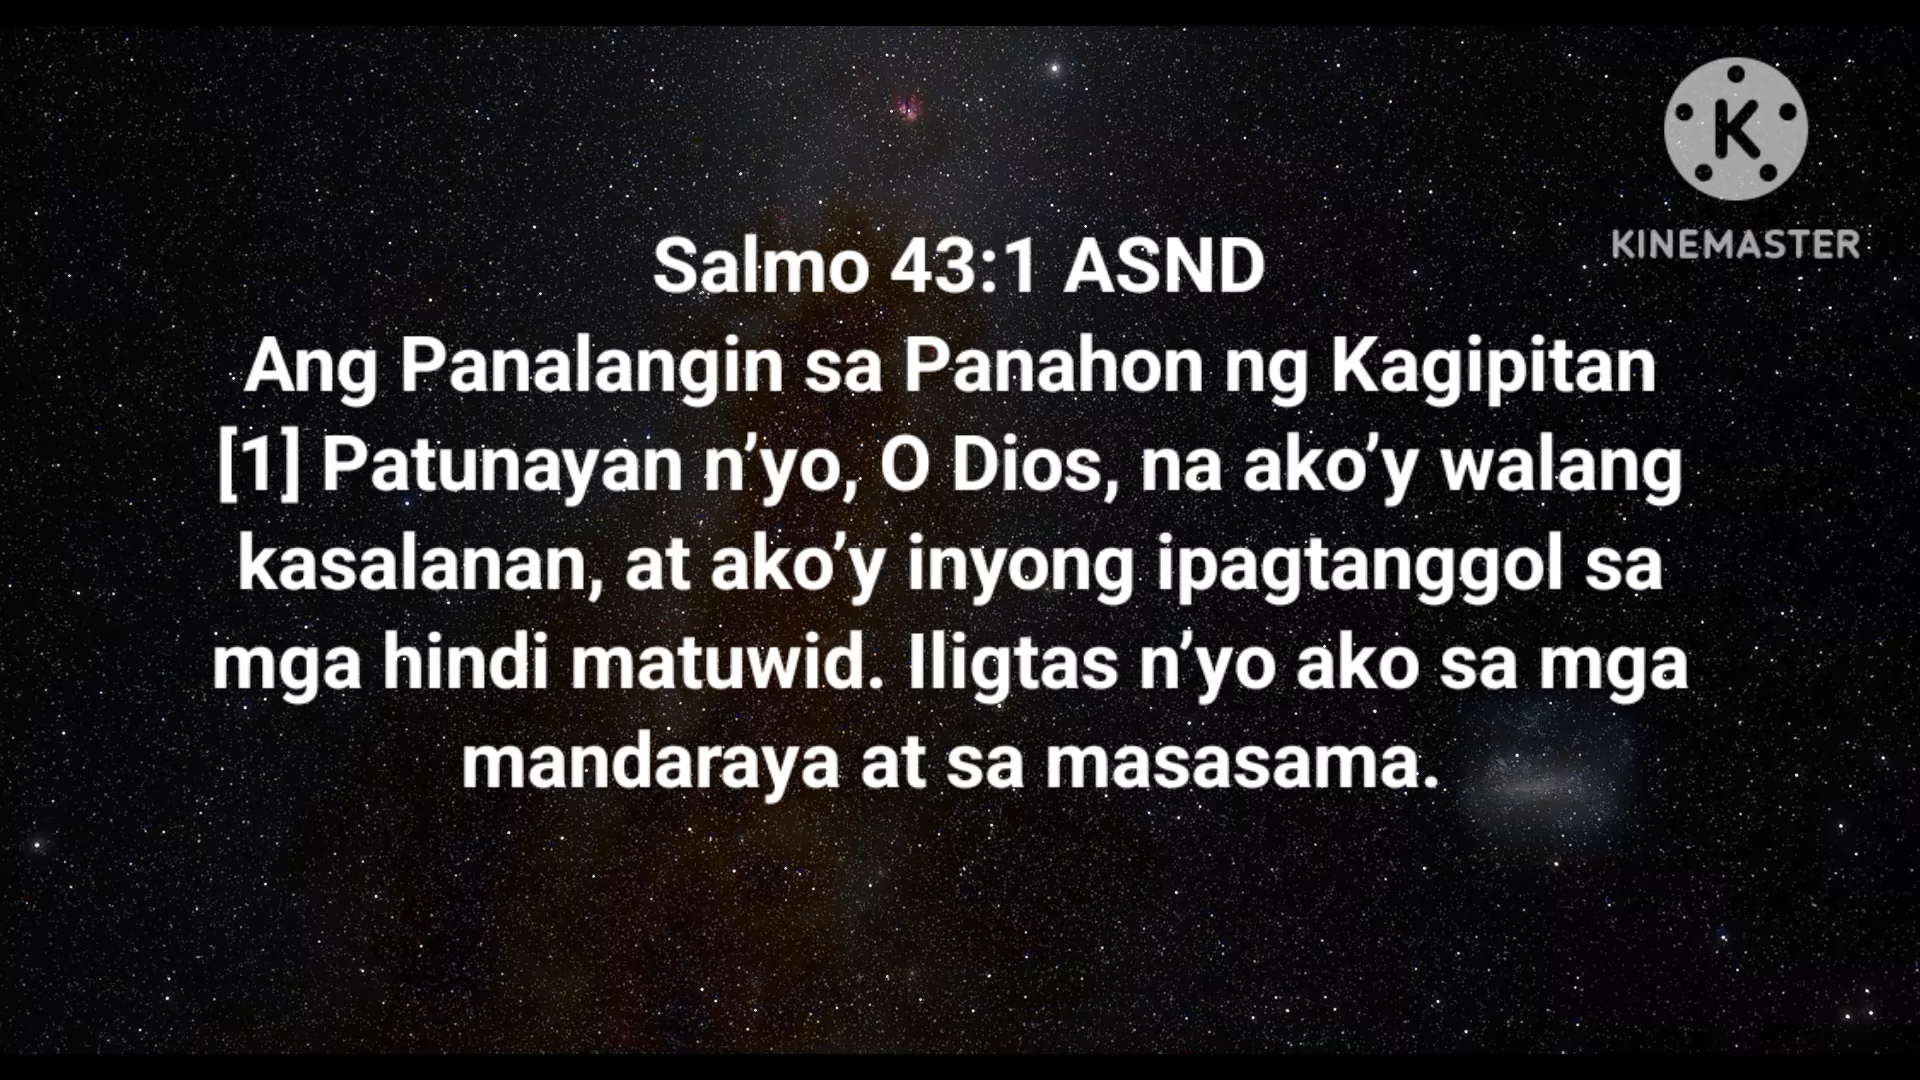 KINEMASTER
Salmo 43:1 ASND
Ang Panalangin sa Panahon ng Kagipitan
[1] Patunayan n’yo, O Dios, na ako’y walang
kasalanan, at ako’y inyong ipagtanggol sa
mga hindi matuwid. Iligtas n’yo ako sa mga
mandaraya at sa masasama.